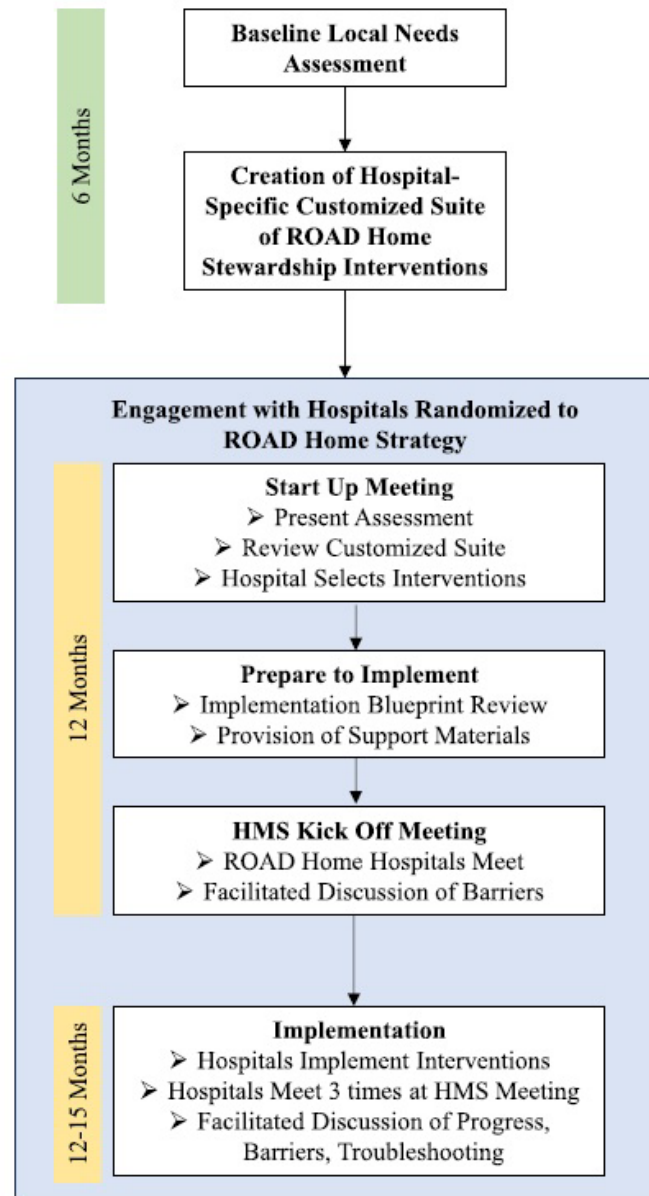 6 Months
Baseline Local Needs
Assessment
Creation of Hospital-
Specific Customized Suite
of ROAD Home
Stewardship Interventions
Engagement with Hospitals Randomized to
ROAD Home Strategy
12 Months
Start Up Meeting
➢ Present Assessment
➢ Review Customized Suite
➢ Hospital Selects Interventions
Prepare to Implement
➢ Implementation Blueprint Review
➢ Provision of Support Materials
HMS Kick Off Meeting
➢ ROAD Home Hospitals Meet
➢ Facilitated Discussion of Barriers
12-15 Months
Implementation
➢ Hospitals Implement Interventions
➢ Hospitals Meet 3 times at HMS Meeting
➢ Facilitated Discussion of Progress,
Barriers, Troubleshooting